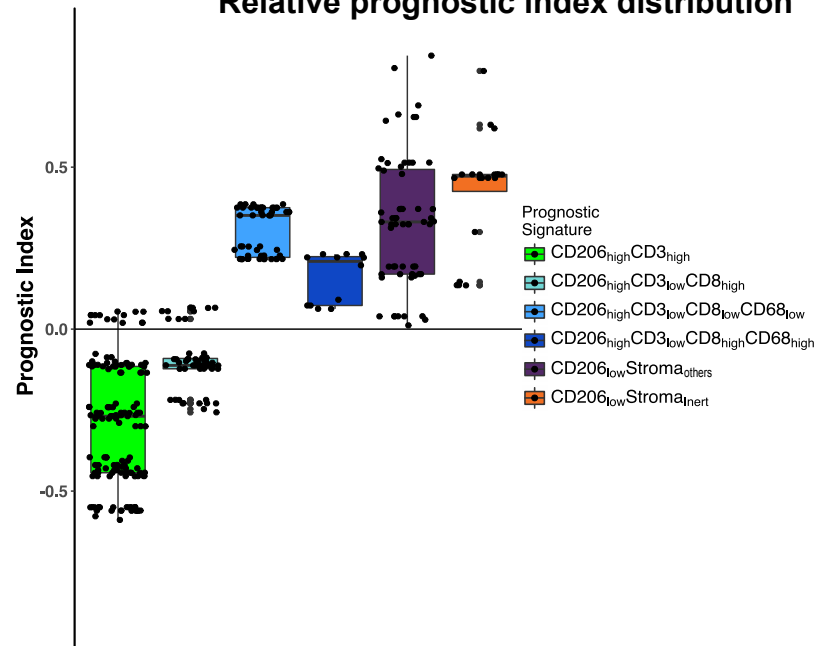 Relative prognostic index distribution
Prognostic Index
0.5
0.0
-0.5
Prognostic
Signature
CD206highCD3high
CD206highCD3lowCD8high
CD206highCD3lowCD8lowCD68low
CD206highCD3lowCD8highCD68high
CD206lowStromaothers
CD206lowStromaInert